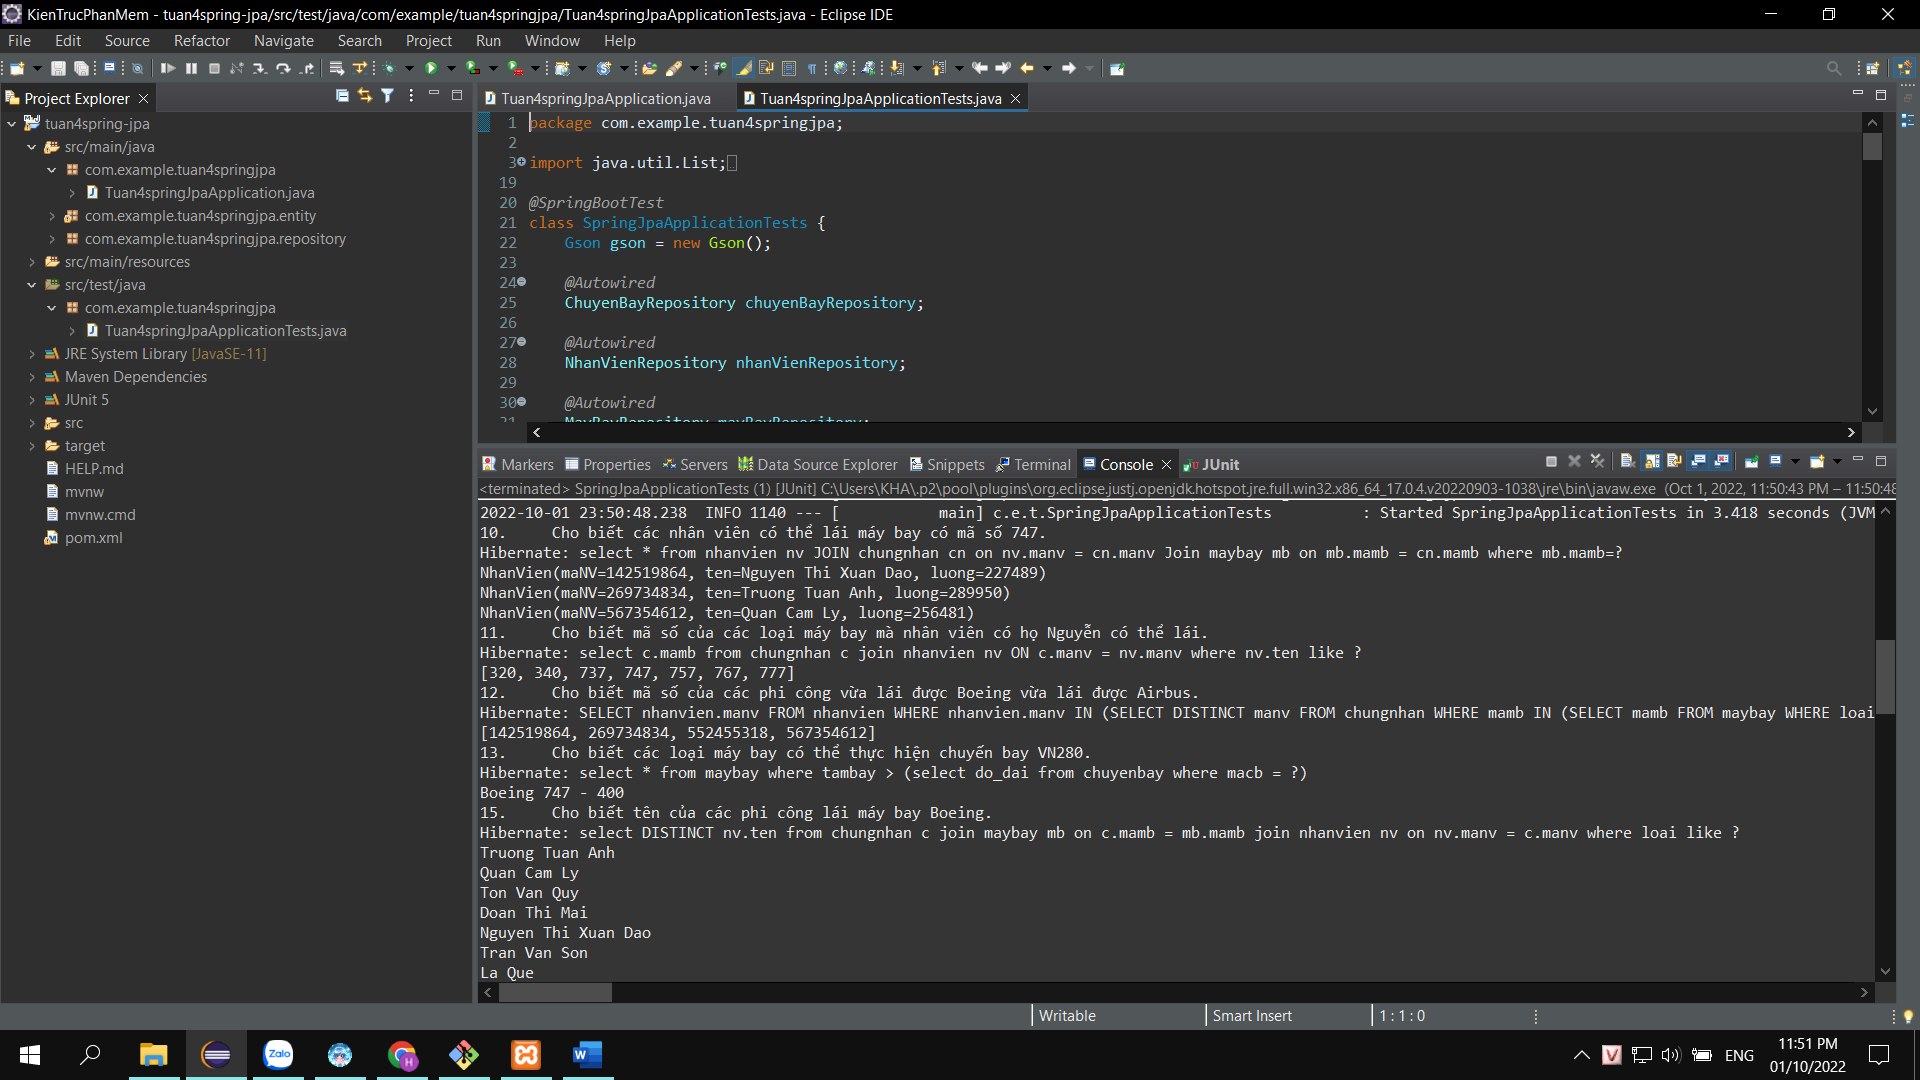 KienTrucPhanMem - tuan4spring-jpa/src/test/java/com/example/tuan4springjpa/Tuan4springJpaApplicationTests.java - Eclipse IDE
File Edit Source Refactor Navigate Search Project Run Window Help
Project Explorer
tuan4spring-jpa
src/main/java
com.example.tuan4springjpa
Tuan4springJpaApplication.java
com.example.tuan4springjpa.entity
com.example.tuan4springjpa.repository
src/main/resources
src/test/java
com.example.tuan4springjpa
Tuan4springJpaApplicationTests.java
JRE System Library [JavaSE-11]
Maven Dependencies
JUnit 5
src
target
HELP.md
mvnw
mvnw.cmd
pom.xml
Tuan4springJpaApplication.java Tuan4springJpaApplicationTests.java
1 package com.example.tuan4springjpa;
2
3 import java.util.List;
19
20 @SpringBootTest
21 class SpringJpaApplicationTests {
22 Gson gson = new Gson();
23
24 @Autowired
25 ChuyenBayRepository chuyenBayRepository;
26
27 @Autowired
28 NhanVienRepository nhanVienRepository;
29
30 @Autowired
31 MayBayRepository mayBayRepository;
Markers Properties Servers Data Source Explorer Snippets Terminal Console JUnit
<terminated> SpringJpaApplicationTests (1) [JUnit] C:\Users\KHA\.p2\pool\plugins\org.eclipse.justj.openjdk.hotspot.jre.full.win32.x86_64_17.0.4.v20220903-1038\jre\bin\javaw.exe (Oct 1, 2022, 11:50:43 PM – 11:50:48
2022-10-01 23:50:48.238 INFO 1140 --- [ main] c.e.t.SpringJpaApplicationTests : Started SpringJpaApplicationTests in 3.418 seconds (JVM
10. Cho biết các nhân viên có thể lái máy bay có mã số 747.
Hibernate: select * from nhanvien nv JOIN chungnhan cn on nv.manv = cn.manv Join maybay mb on mb.mamb = cn.mamb where mb.mamb=?
NhanVien(maNV=142519864, ten=Nguyen Thi Xuan Dao, luong=227489)
NhanVien(maNV=269734834, ten=Truong Tuan Anh, luong=289950)
NhanVien(maNV=567354612, ten=Quan Cam Ly, luong=256481)
11. Cho biết mã số của các loại máy bay mà nhân viên có họ Nguyễn có thể lái.
Hibernate: select c.mamb from chungnhan c join nhanvien nv ON c.manv = nv.manv where nv.ten like ?
[320, 340, 737, 747, 757, 767, 777]
12. Cho biết mã số của các phi công vừa lái được Boeing vừa lái được Airbus.
Hibernate: SELECT nhanvien.manv FROM nhanvien WHERE nhanvien.manv IN (SELECT DISTINCT manv FROM chungnhan WHERE mamb IN (SELECT mamb FROM maybay WHERE loai
[142519864, 269734834, 552455318, 567354612]
13. Cho biết các loại máy bay có thể thực hiện chuyến bay VN280.
Hibernate: select * from maybay where tambay > (select do_dai from chuyenbay where macb = ?)
Boeing 747 - 400
15. Cho biết tên của các phi công lái máy bay Boeing.
Hibernate: select DISTINCT nv.ten from chungnhan c join maybay mb on c.mamb = mb.mamb join nhanvien nv on nv.manv = c.manv where loai like ?
Truong Tuan Anh
Quan Cam Ly
Ton Van Quy
Doan Thi Mai
Nguyen Thi Xuan Dao
Tran Van Son
La Que
Writable Smart Insert 1 : 1 : 0
Zalo
ENG
11:51 PM
01/10/2022